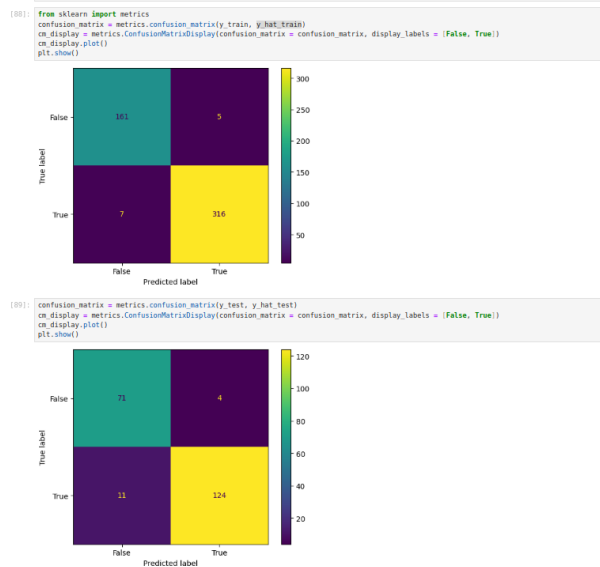 [88]:
from sklearn import metrics
confusion_matrix = metrics.confusion_matrix(y_train, y_hat_train)
cm_display = metrics.ConfusionMatrixDisplay(confusion_matrix = confusion_matrix, display_labels = [False, True])
cm_display.plot()
plt.show()
False
True
True label
161
5
7
316
False
True
Predicted label
300
250
200
150
100
50
[89]:
confusion_matrix = metrics.confusion_matrix(y_test, y_hat_test)
cm_display = metrics.ConfusionMatrixDisplay(confusion_matrix = confusion_matrix, display_labels = [False, True])
cm_display.plot()
plt.show()
False
True
True label
71
4
11
124
False
True
Predicted label
120
100
80
60
40
20